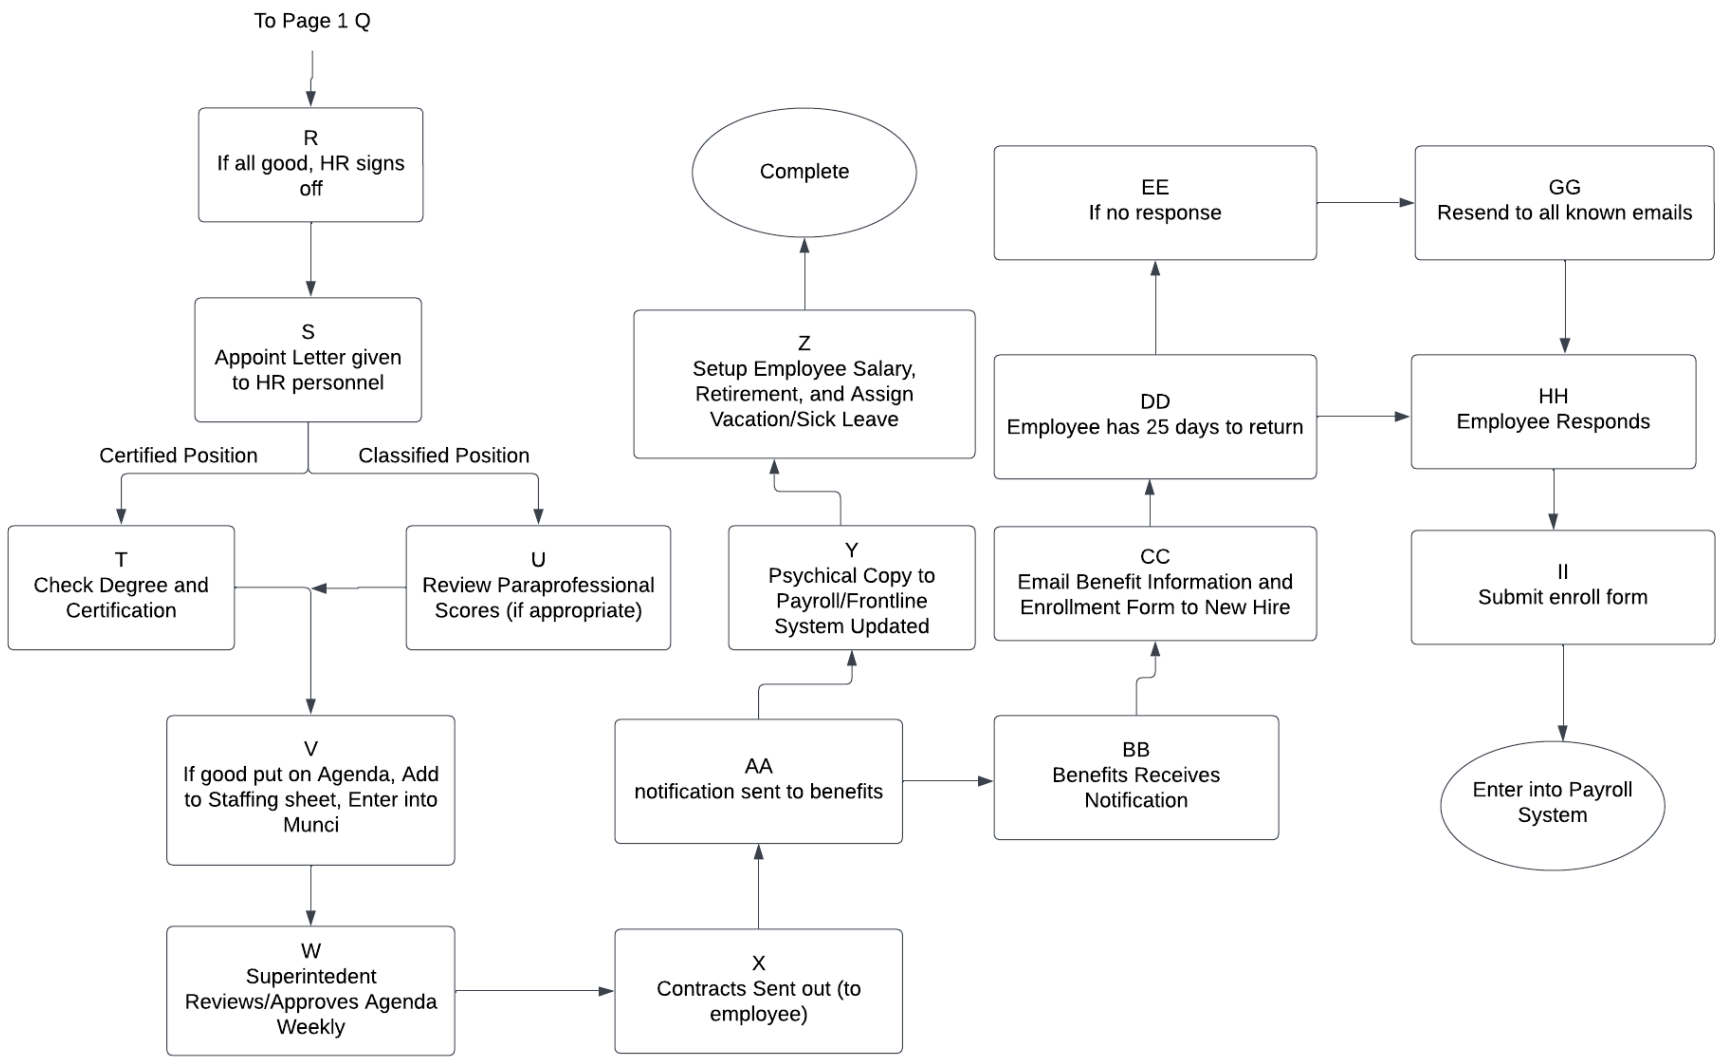 To Page 1 Q
R
If all good, HR signs
off
S
Appoint Letter given
to HR personnel
Certified Position
Classified Position
T
Check Degree and
Certification
U
Review Paraprofessional
Scores (if appropriate)
V
If good put on Agenda, Add
to Staffing sheet, Enter into
Munci
W
Superintedent
Reviews/Approves Agenda
Weekly
X
Contracts Sent out (to
employee)
AA
notification sent to benefits
Y
Psychical Copy to
Payroll/Frontline
System Updated
Z
Setup Employee Salary,
Retirement, and Assign
Vacation/Sick Leave
Complete
BB
Benefits Receives
Notification
CC
Email Benefit Information and
Enrollment Form to New Hire
DD
Employee has 25 days to return
EE
If no response
GG
Resend to all known emails
HH
Employee Responds
II
Submit enroll form
Enter into Payroll
System